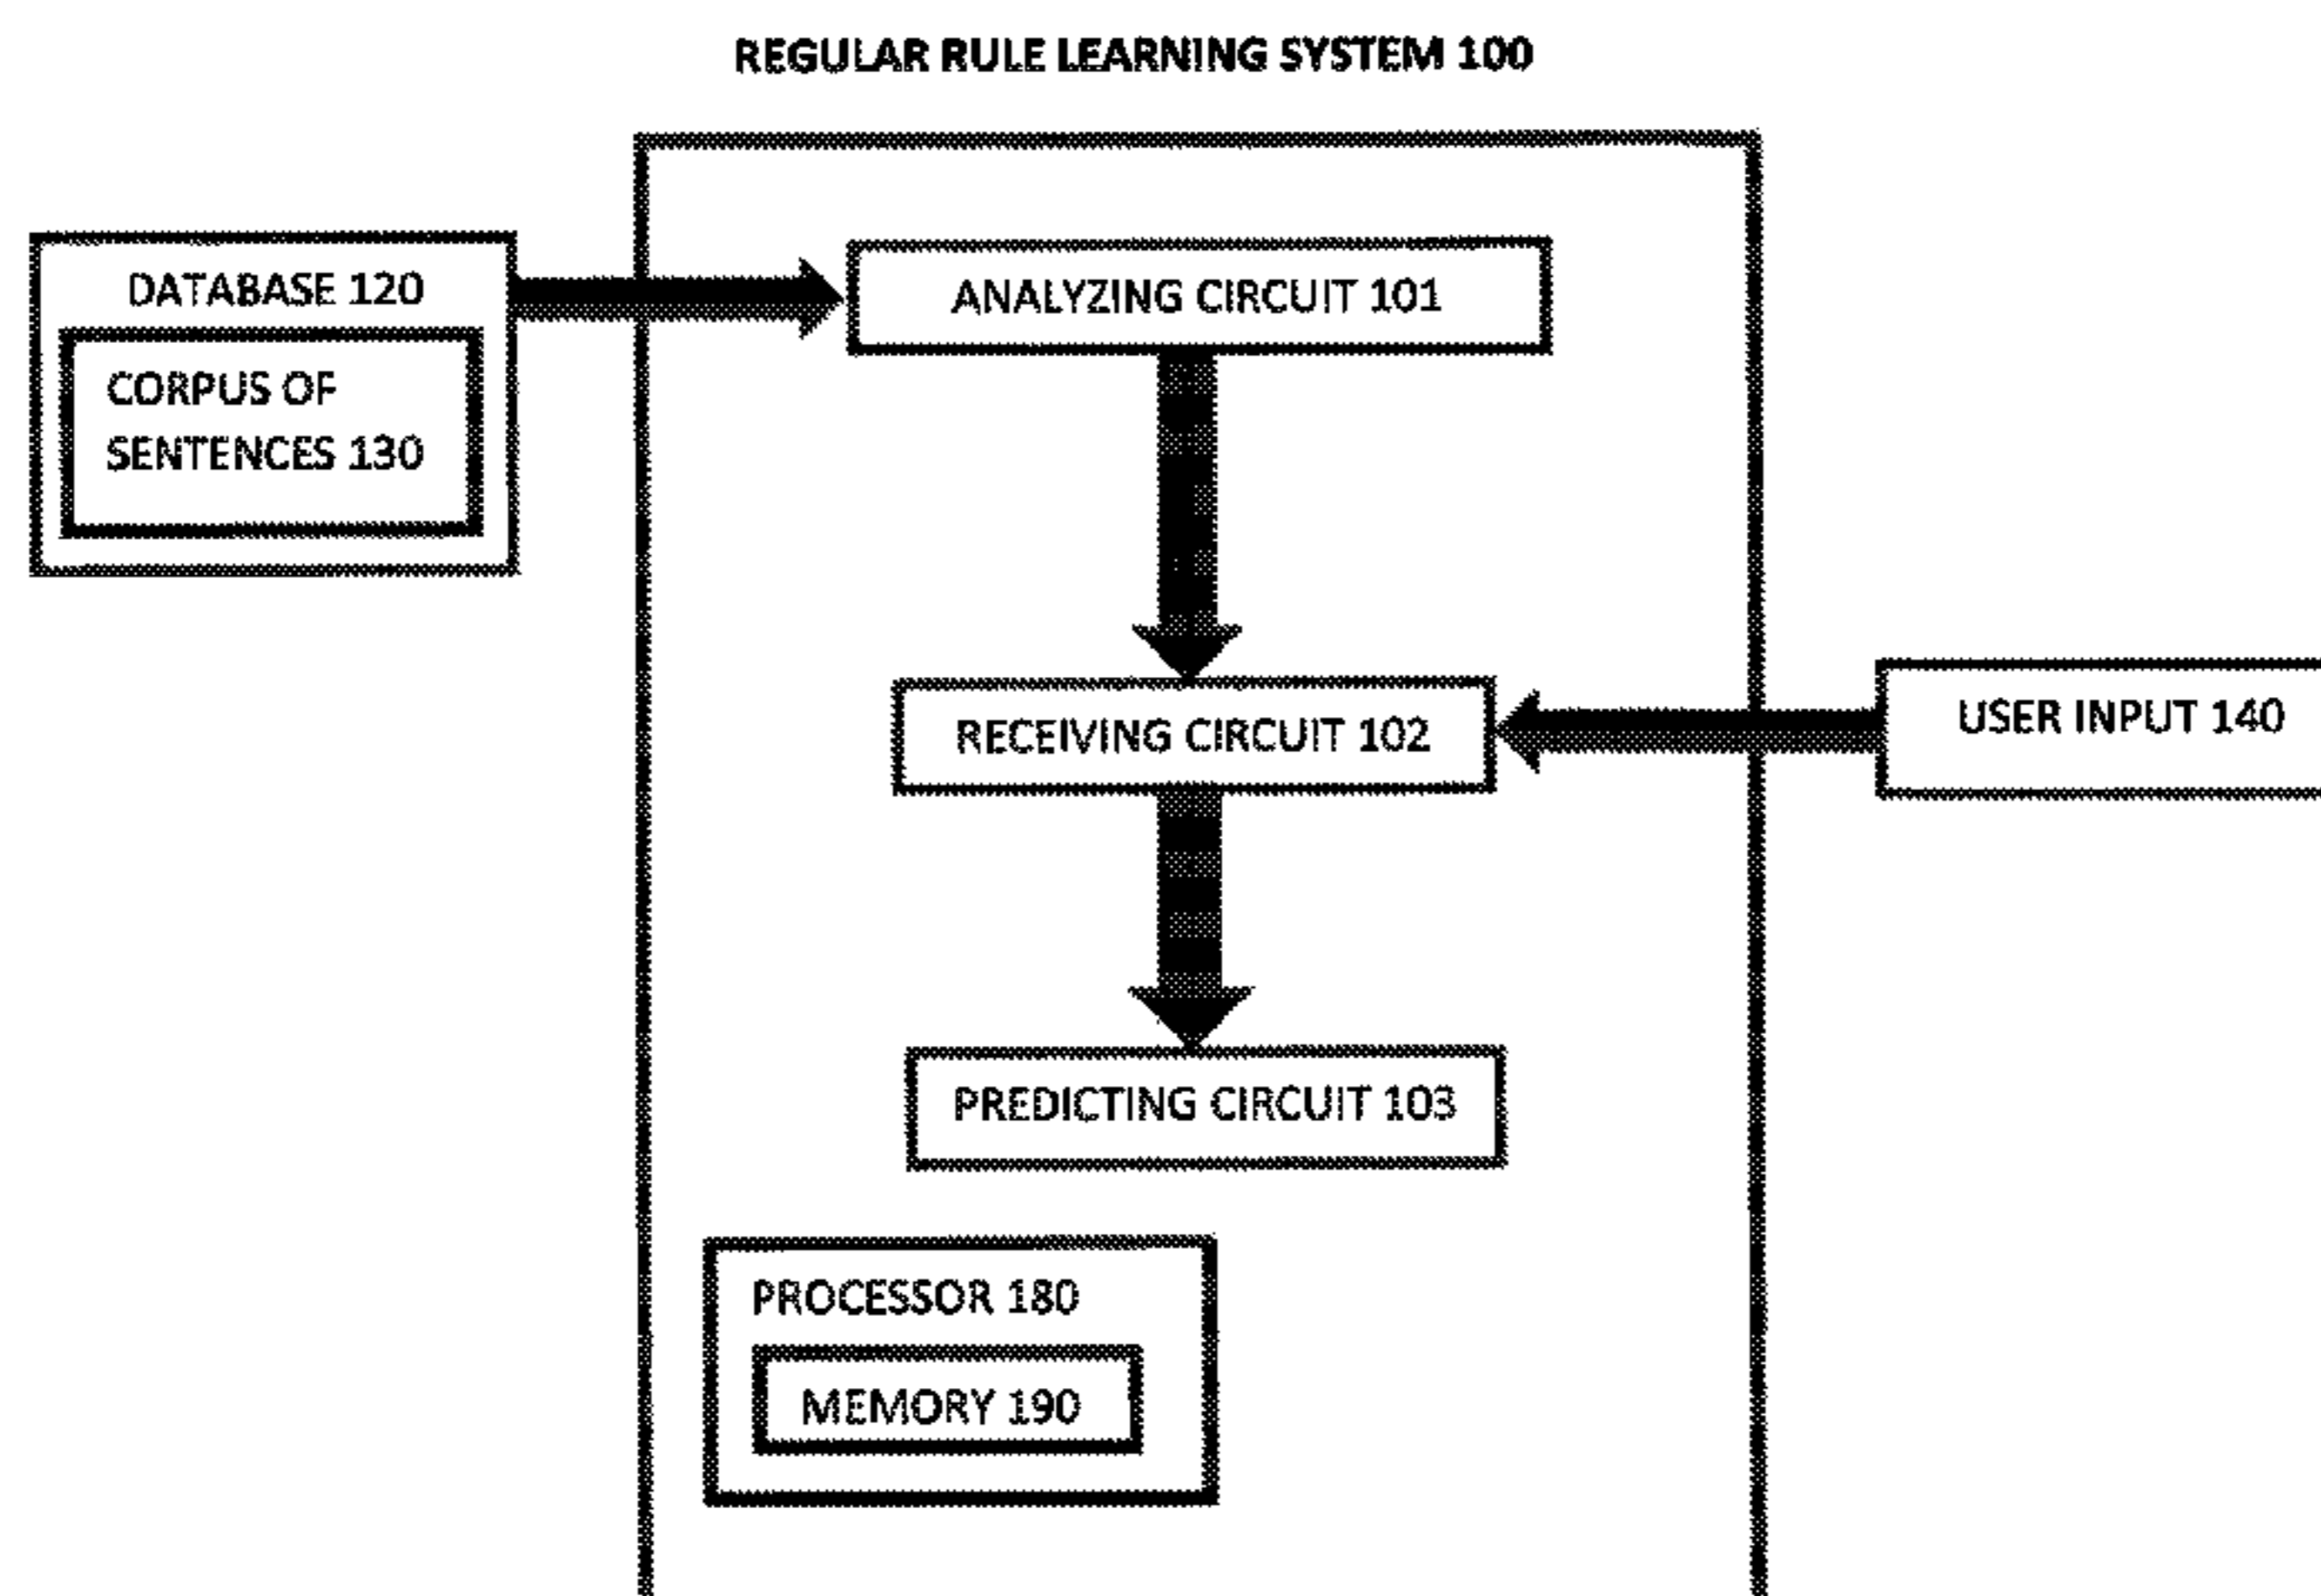 REGULAR RULE LEARNING SYSTEM 100
DATABASE 120
CORPUS OF
SENTENCES 130
ANALYZING CIRCUIT 101
RECEIVING CIRCUIT 102
USER INPUT 140
PREDICTING CIRCUIT 103
PROCESSOR 180
MEMORY 190